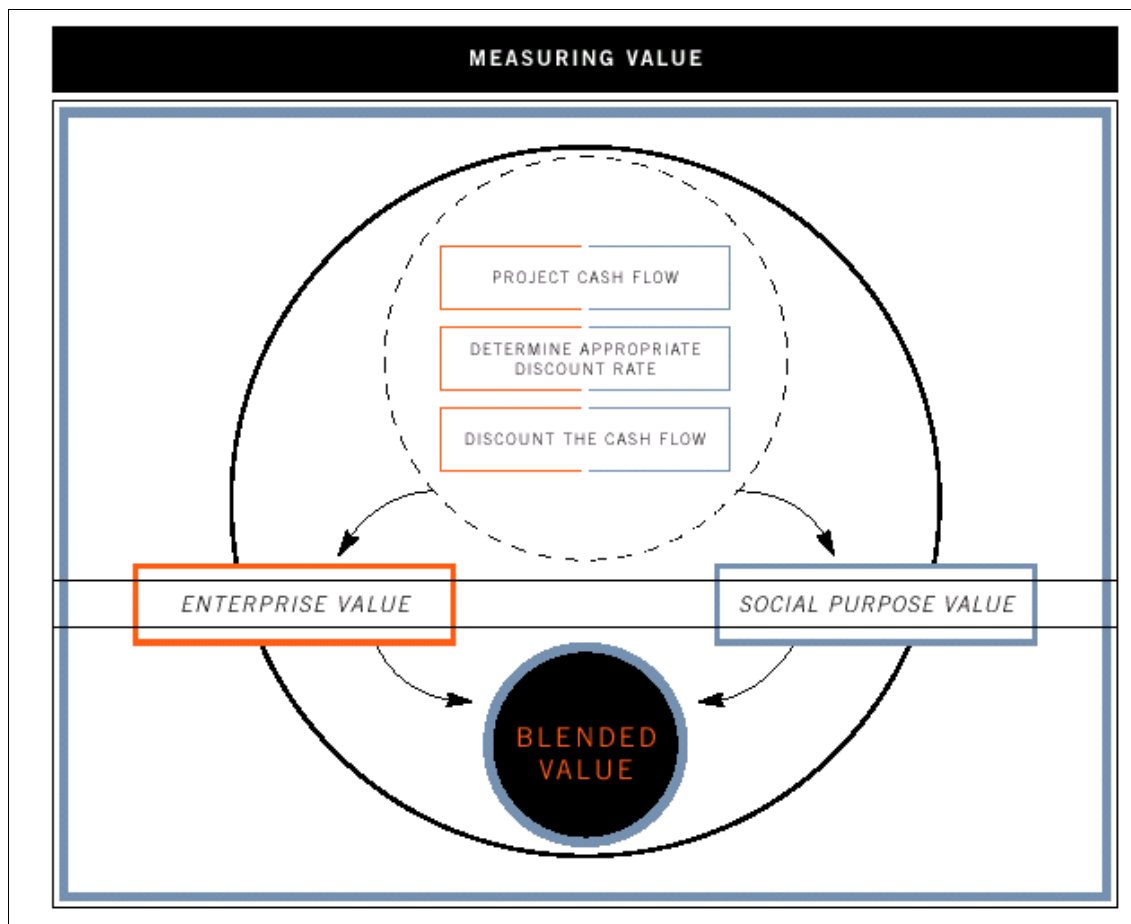 MEASURING VALUE
PROJECT CASH FLOW
DETERMINE APPROPRIATE
DISCOUNT RATE
DISCOUNT THE CASH FLOW
ENTERPRISE VALUE
SOCIAL PURPOSE VALUE
BLENDED
VALUE